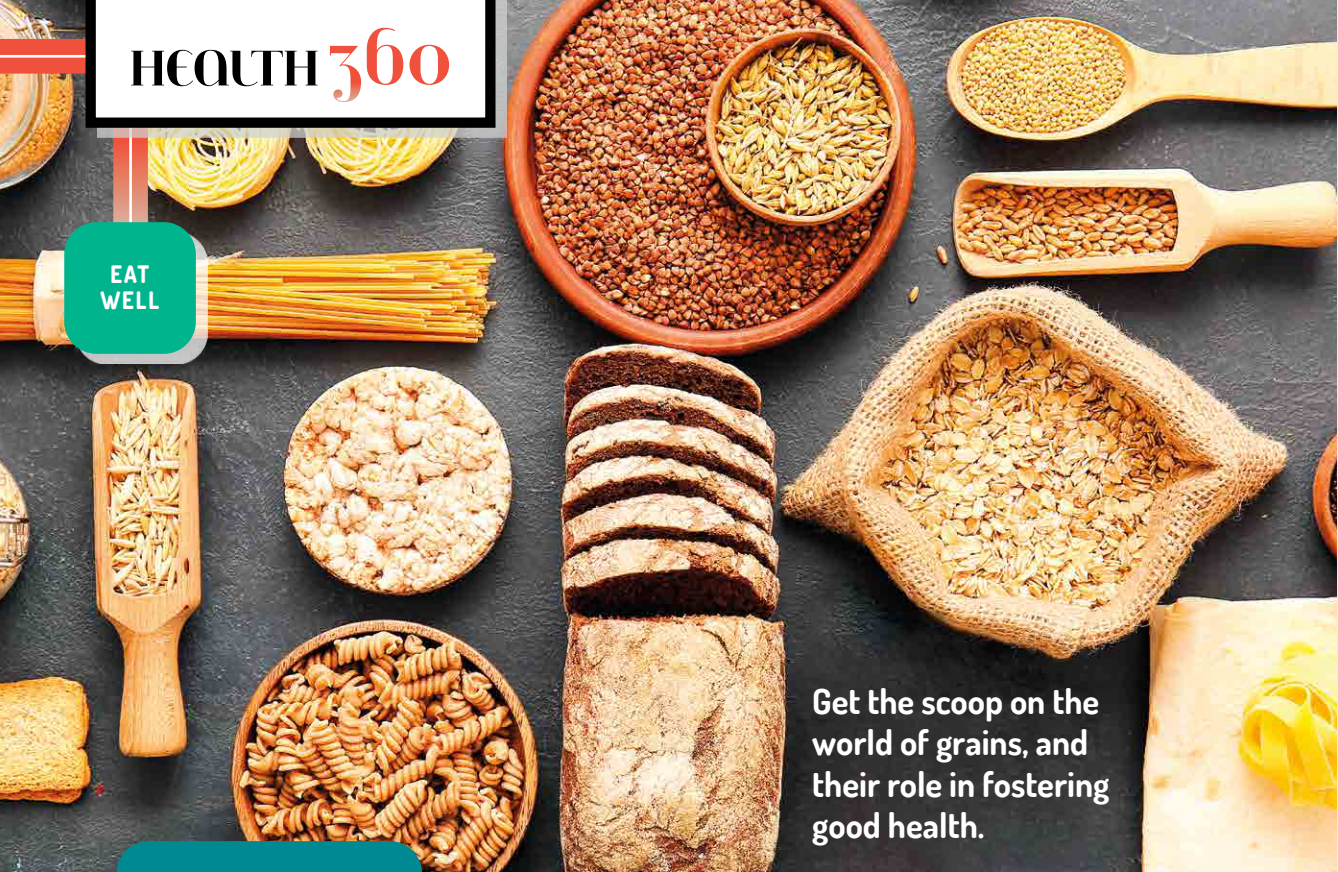 HEALTH 360
EAT
WELL
Get the scoop on the
world of grains, and
their role in fostering
good health.